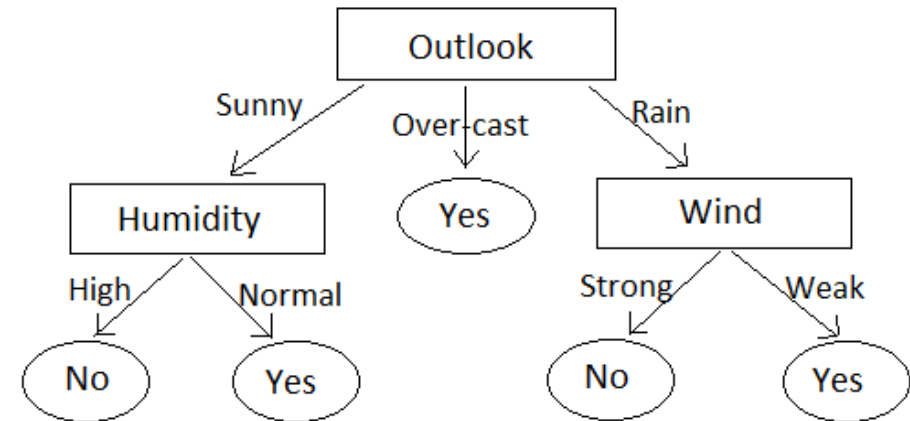 Outlook
Sunny
Over-cast
Rain
Humidity
Yes
Wind
High
Normal
Strong
Weak
No
Yes
No
Yes